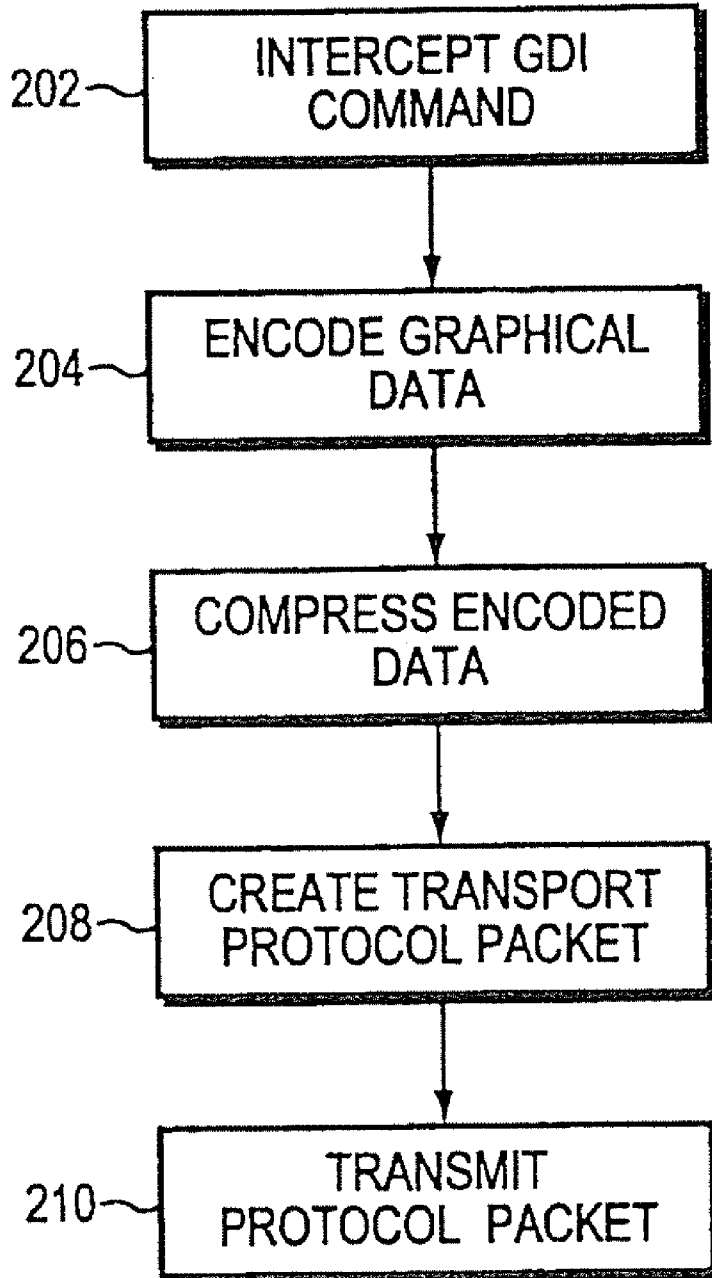 202
INTERCEPT GDI
COMMAND
204
ENCODE GRAPHICAL
DATA
206
COMPRESS ENCODED
DATA
208
CREATE TRANSPORT
PROTOCOL PACKET
210
TRANSMIT
PROTOCOL PACKET